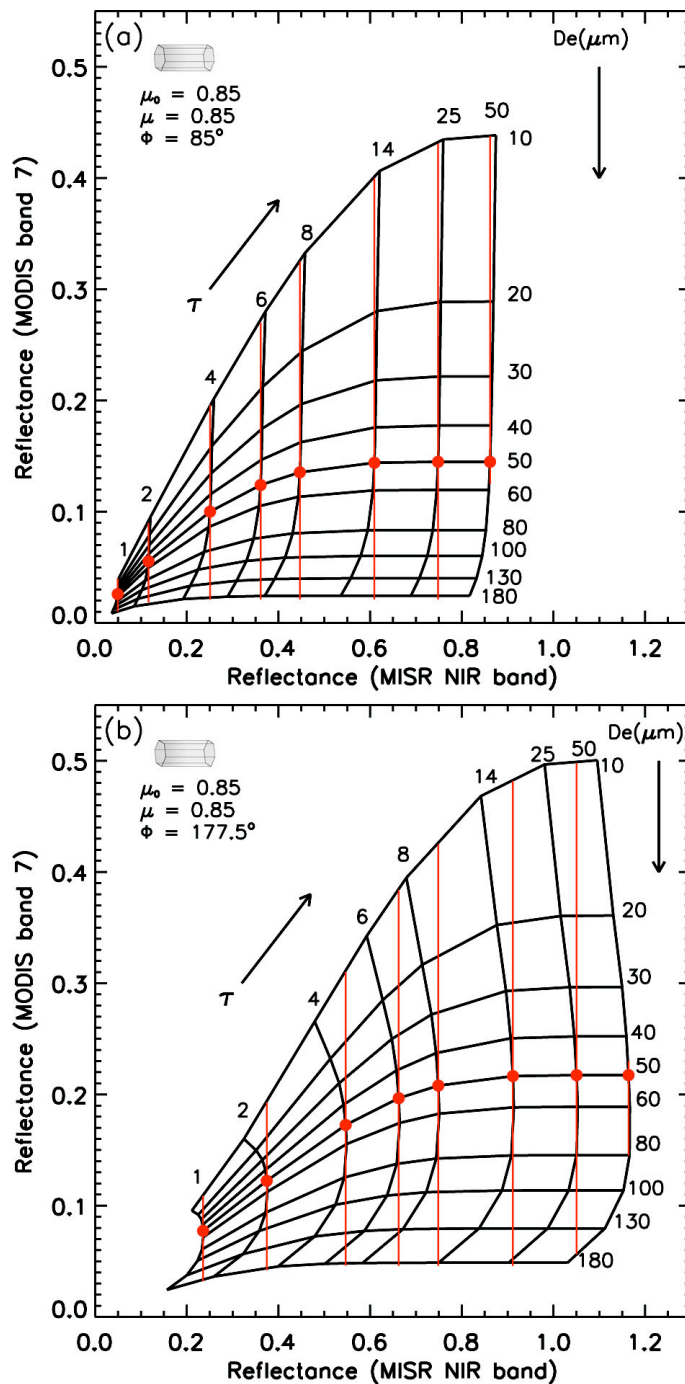 (a)
De(μm)
μ₀ = 0.85
μ = 0.85
Φ = 85°
τ
1
2
4
6
8
14
25
50
10
20
30
40
50
60
80
100
130
180
0.5
0.4
0.3
0.2
0.1
0.0
Reflectance (MODIS band 7)
0.0 0.2 0.4 0.6 0.8 1.0 1.2
Reflectance (MISR NIR band)
(b)
De(μm)
μ₀ = 0.85
μ = 0.85
Φ = 177.5°
τ
1
2
4
6
8
14
25
50
10
20
30
40
50
60
80
100
130
180
0.5
0.4
0.3
0.2
0.1
0.0
Reflectance (MODIS band 7)
0.0 0.2 0.4 0.6 0.8 1.0 1.2
Reflectance (MISR NIR band)